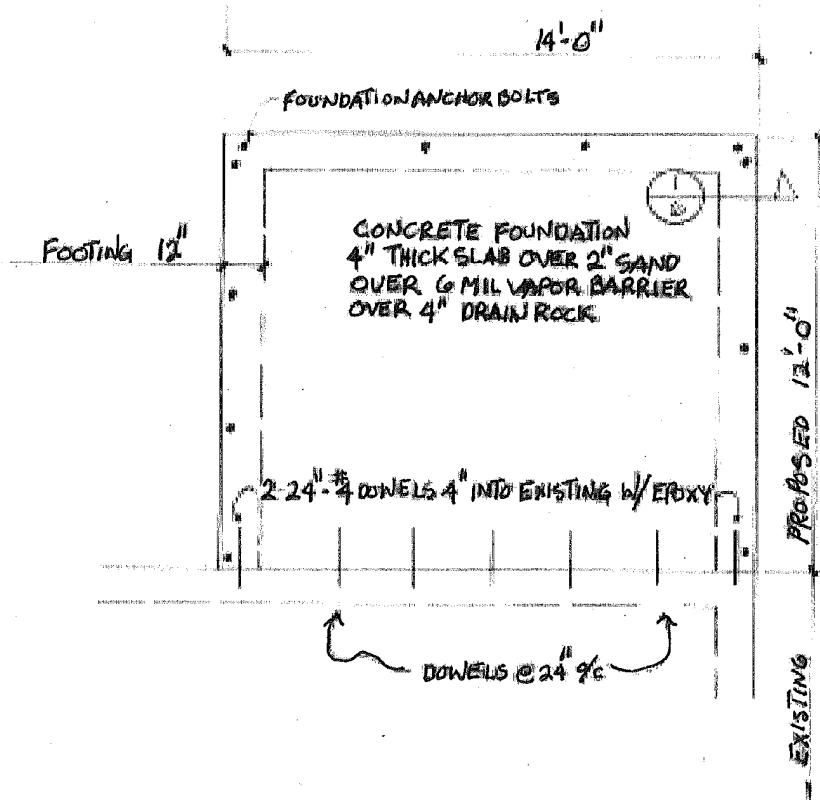 14'-0"
FOUNDATION ANCHOR BOLTS
1
FOOTING 12"
CONCRETE FOUNDATION
4" THICK SLAB OVER 2" SAND
OVER 6 MIL VAPOR BARRIER
OVER 4" DRAIN ROCK
PROPOSED 12'-0"
2-24"-#4 DOWELS 4" INTO EXISTING W/ EPOXY
DOWELS @ 24" o/c
EXISTING